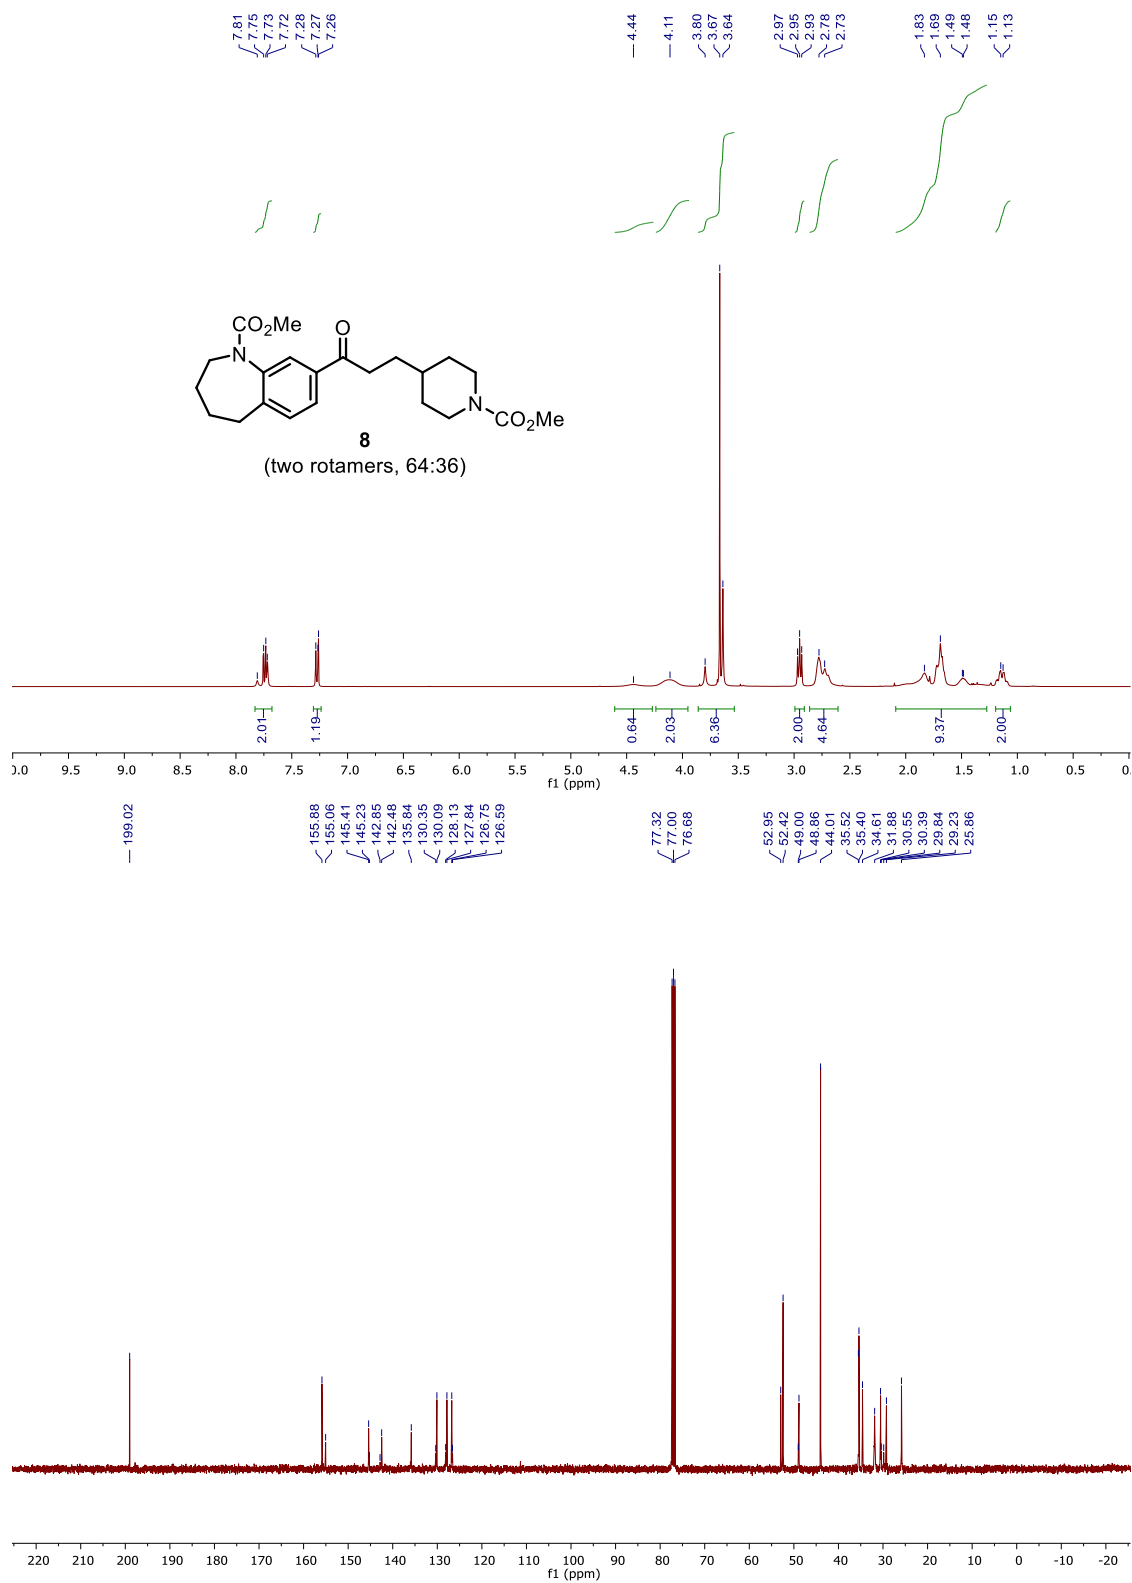 7.81 7.75 7.73 7.72 7.28 7.27 7.26 4.44 4.11 3.80 3.67 3.64 2.97 2.95 2.93 2.78 2.73 1.83 1.69 1.49 1.48 1.15 1.13
CO2Me
O
N
N
CO2Me
8
(two rotamers, 64:36)
2.01 1.19 0.64 2.03 6.36 2.00 4.64 9.37 2.00
9.5 9.0 8.5 8.0 7.5 7.0 6.5 6.0 5.5 5.0 4.5 4.0 3.5 3.0 2.5 2.0 1.5 1.0 0.5
f1 (ppm)
199.02 155.88 155.06 145.41 145.23 142.85 142.48 135.84 130.35 130.09 128.13 127.84 126.75 126.59 77.32 77.00 76.68 52.95 52.42 49.00 48.86 44.01 35.52 35.40 34.61 31.88 30.55 30.39 29.84 29.23 25.86
220 210 200 190 180 170 160 150 140 130 120 110 100 90 80 70 60 50 40 30 20 10 0 -10 -20
f1 (ppm)